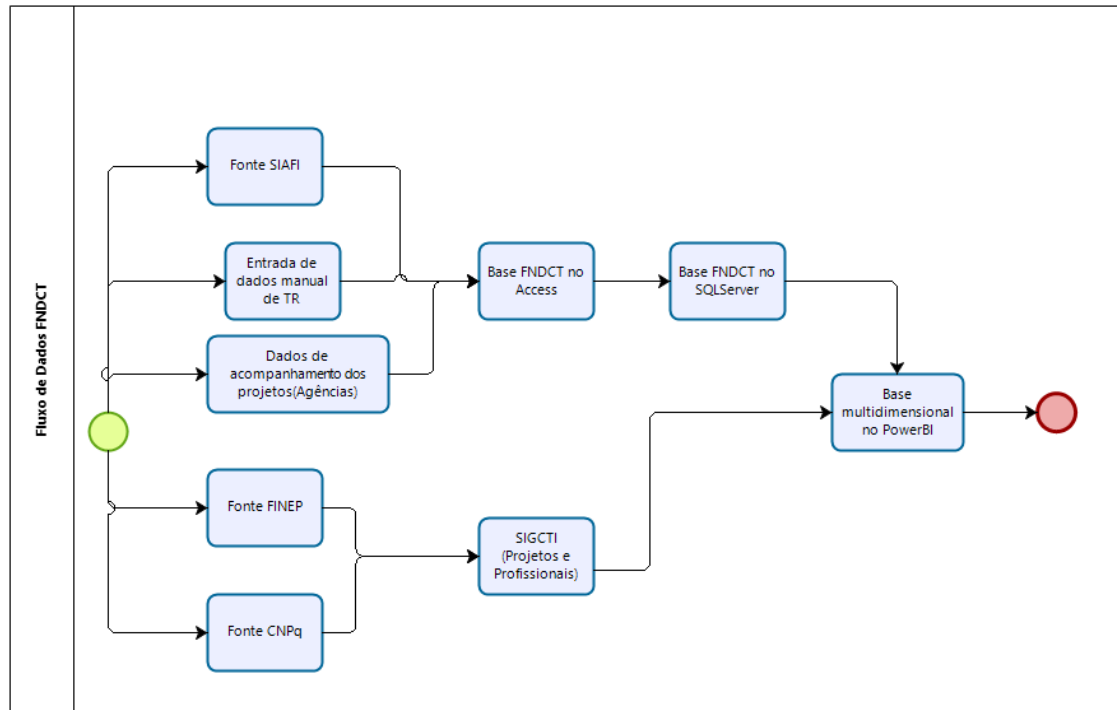 Fluxo de Dados FNDCT
Fonte SIAFI
Entrada de
dados manual
de TR
Dados de
acompanhamento dos
projetos(Agências)
Fonte FINEP
Fonte CNPq
Base FNDCT no
Access
Base FNDCT no
SQLServer
SIGCTI
(Projetos e
Profissionais)
Base
multidimensional
no PowerBI